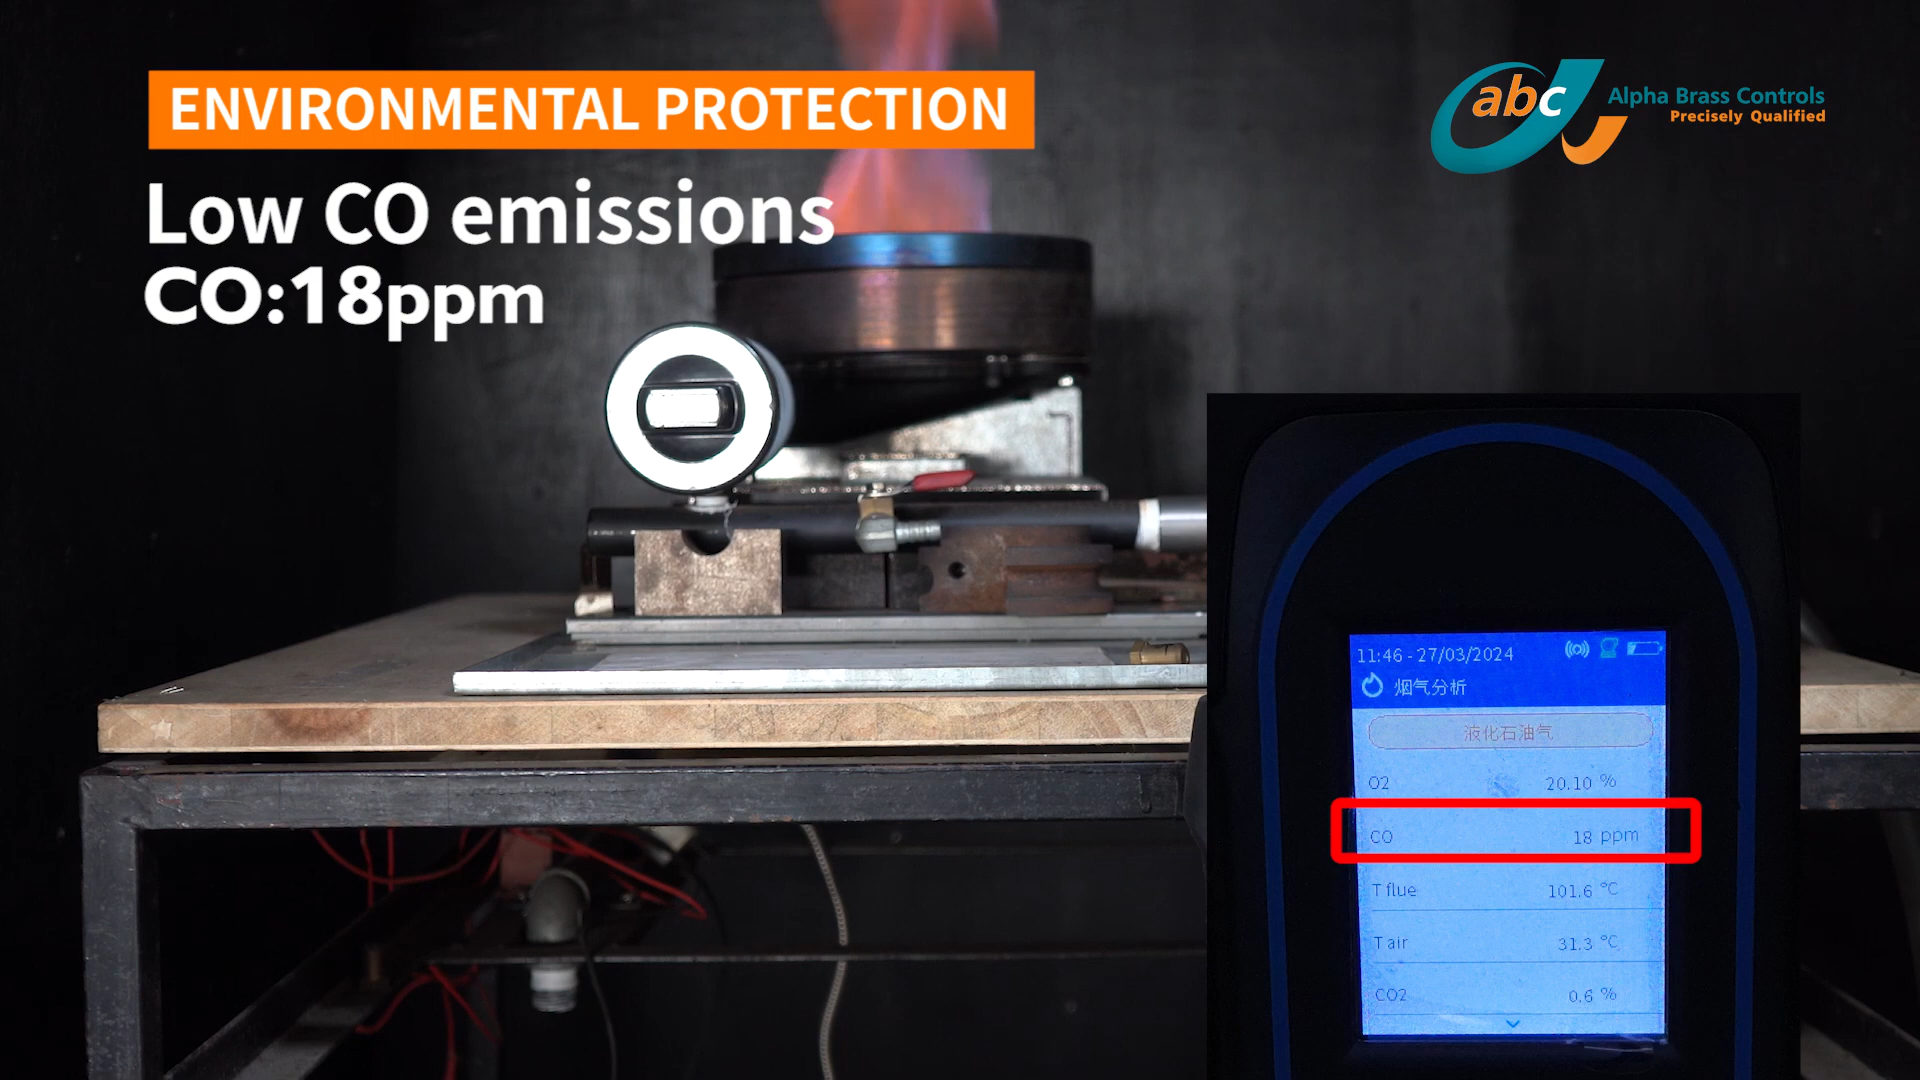 ENVIRONMENTAL PROTECTION
Low CO emissions
CO:18ppm
abc
Alpha Brass Controls
Precisely Qualified
11:46 - 27/03/2024
烟气分析
液化石油气
O2 20.10 %
CO 18 ppm
T flue 101.6 °C
T air 31.3 °C
CO2 0.6 %